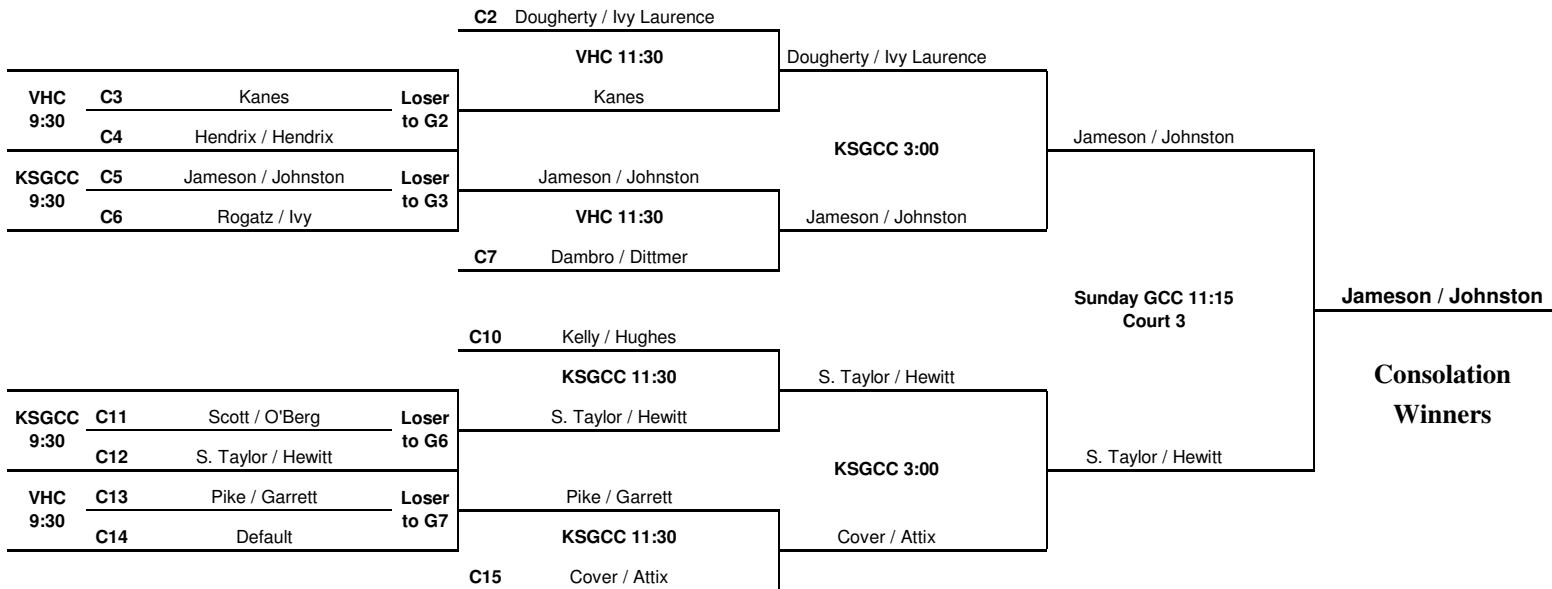 C2 Dougherty / Ivy Laurence
VHC 11:30 Dougherty / Ivy Laurence
VHC C3 Kanes Loser Kanes
9:30 to G2
C4 Hendrix / Hendrix Jameson / Johnston
KSGCC 3:00
KSGCC C5 Jameson / Johnston Loser Jameson / Johnston
9:30 to G3
C6 Rogatz / Ivy VHC 11:30 Jameson / Johnston
C7 Dambro / Dittmer
Sunday GCC 11:15 Jameson / Johnston
Court 3
C10 Kelly / Hughes
KSGCC 11:30 S. Taylor / Hewitt Consolation
KSGCC C11 Scott / O'Berg Loser S. Taylor / Hewitt Winners
9:30 to G6
C12 S. Taylor / Hewitt S. Taylor / Hewitt
KSGCC 3:00
VHC C13 Pike / Garrett Loser Pike / Garrett
9:30 to G7
C14 Default KSGCC 11:30 Cover / Attix
C15 Cover / Attix